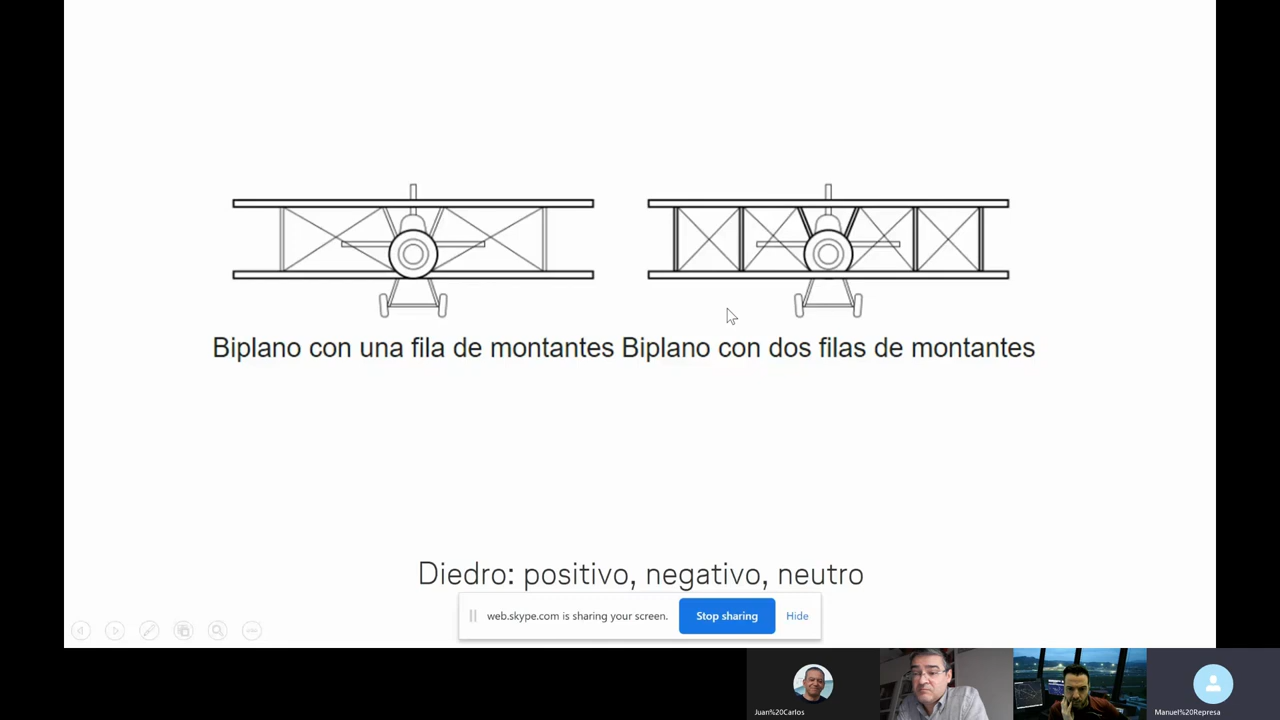 Biplano con una fila de montantes Biplano con dos filas de montantes
Diedro: positivo, negativo, neutro
web.skype.com is sharing your screen. Stop sharing Hide
Juan%20Carlos
Manuel%20Represa